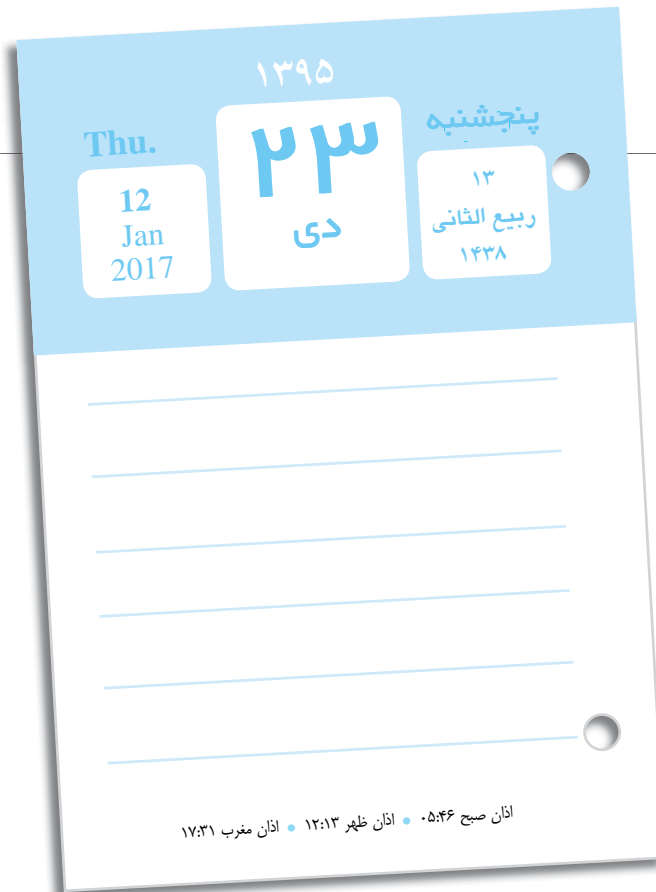 ۱۳۹۵
پنجشنبه
۲۳
دی
۱۳
ربیع الثانی
۱۴۳۸
Thu.
12
Jan
2017
اذان صبح ۰۵:۴۶ • اذان ظهر ۱۲:۱۳ • اذان مغرب ۱۷:۳۱